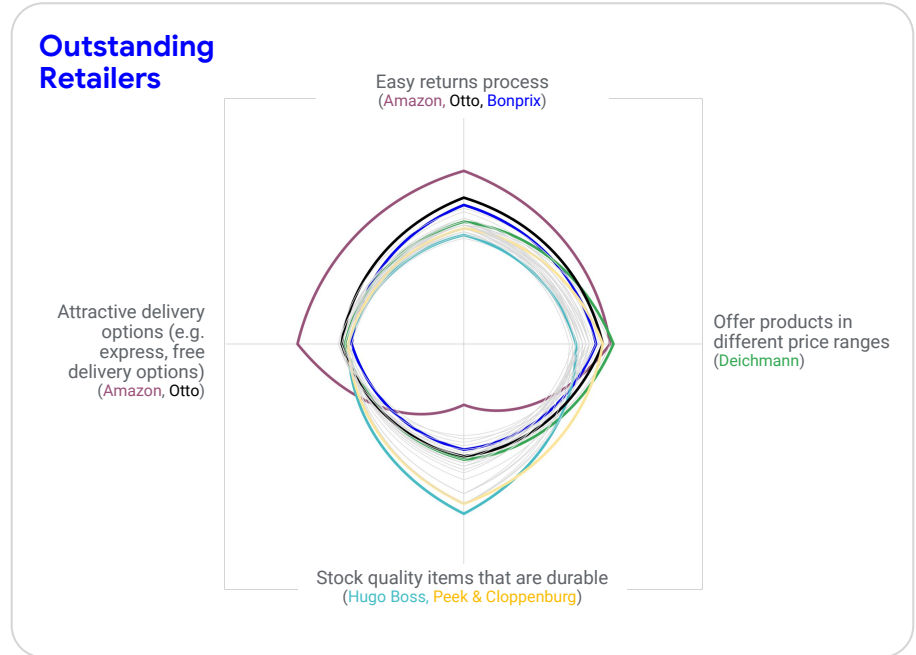 Outstanding
Retailers
Easy returns process
(Amazon, Otto, Bonprix)
Attractive delivery
options (e.g.
express, free
delivery options)
(Amazon, Otto)
Offer products in
different price ranges
(Deichmann)
Stock quality items that are durable
(Hugo Boss, Peek & Cloppenburg)